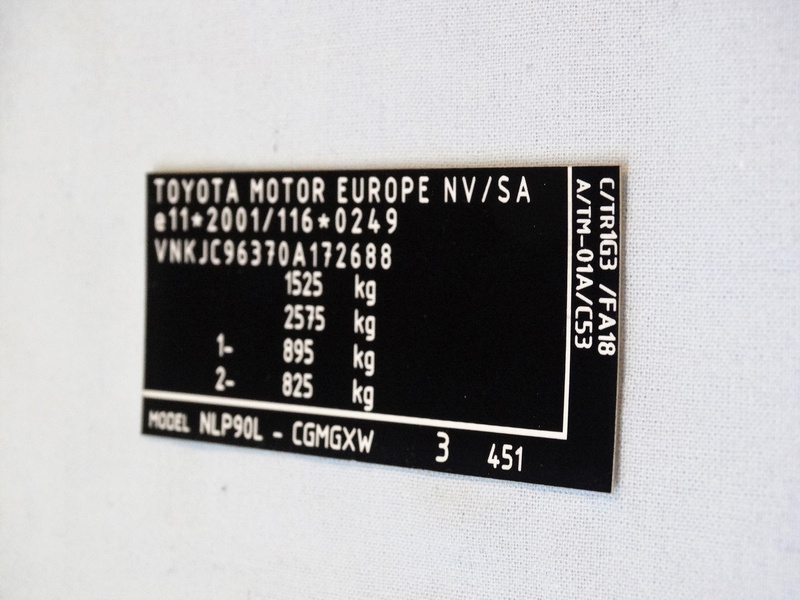 TOYOTA MOTOR EUROPE NV/SA
e11*2001/116*0249
VNKJC96370A172688
1525 kg
2575 kg
1- 895 kg
2- 825 kg
MODEL NLP90L - CGMGXW 3 451
C/TR1G3 /FA18
A/TM-01A/C53